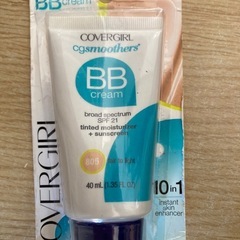 BB cream
COVERGIRL
cgsmoothers®
BB
cream
broad spectrum
SPF 21
tinted moisturizer
+ sunscreen
805
40 mL (1.35 FL OZ)
10 in 1
instant
skin
enhancer
COVERGIRL